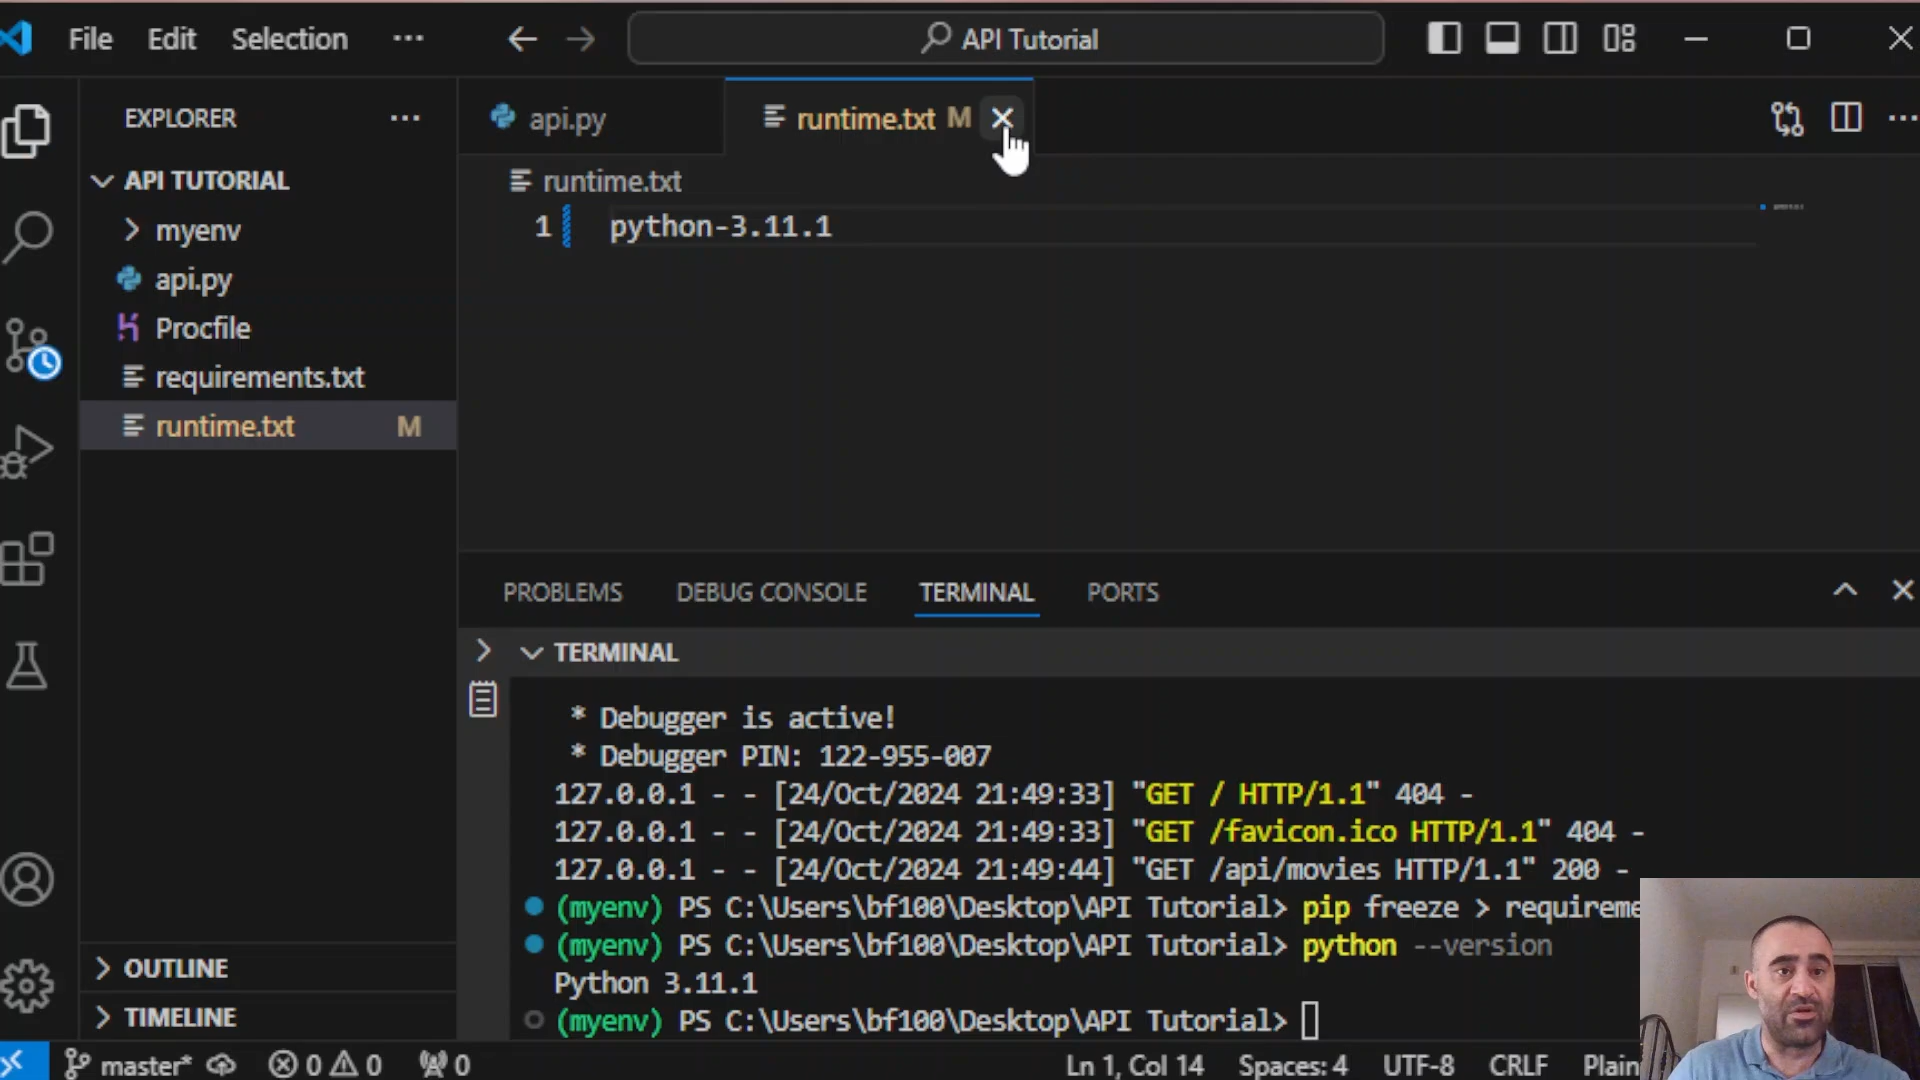 File Edit Selection ··· API Tutorial
EXPLORER ···
api.py
runtime.txt M
API TUTORIAL
runtime.txt
myenv
1 python-3.11.1
api.py
Procfile
requirements.txt
runtime.txt M
PROBLEMS DEBUG CONSOLE TERMINAL PORTS
TERMINAL
* Debugger is active!
* Debugger PIN: 122-955-007
127.0.0.1 - - [24/Oct/2024 21:49:33] "GET / HTTP/1.1" 404 -
127.0.0.1 - - [24/Oct/2024 21:49:33] "GET /favicon.ico HTTP/1.1" 404 -
127.0.0.1 - - [24/Oct/2024 21:49:44] "GET /api/movies HTTP/1.1" 200 -
(myenv) PS C:\Users\bf100\Desktop\API Tutorial> pip freeze > requireme
(myenv) PS C:\Users\bf100\Desktop\API Tutorial> python --version
Python 3.11.1
(myenv) PS C:\Users\bf100\Desktop\API Tutorial>
OUTLINE
TIMELINE
master* 0 0 0 Ln 1, Col 14 Spaces: 4 UTF-8 CRLF Plain